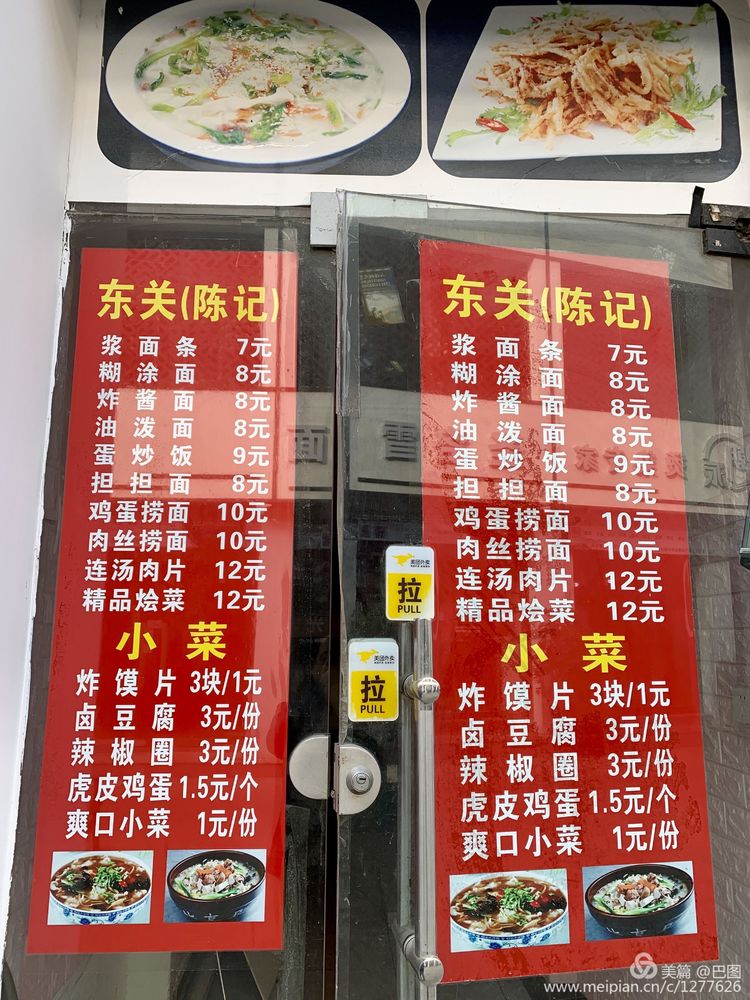 东关(陈记)
浆面条 7元
糊涂面 8元
炸酱面 8元
油泼面 8元
蛋炒饭 9元
担担面 8元
鸡蛋捞面 10元
肉丝捞面 10元
连汤肉片 12元
精品烩菜 12元
小菜
炸馍片 3块/1元
卤豆腐 3元/份
辣椒圈 3元/份
虎皮鸡蛋 1.5元/个
爽口小菜 1元/份
美团外卖
拉
PULL
美团外卖
拉
PULL
东关(陈记)
浆面条 7元
糊涂面 8元
炸酱面 8元
油泼面 8元
蛋炒饭 9元
担担面 8元
鸡蛋捞面 10元
肉丝捞面 10元
连汤肉片 12元
精品烩菜 12元
小菜
炸馍片 3块/1元
卤豆腐 3元/份
辣椒圈 3元/份
虎皮鸡蛋 1.5元/个
爽口小菜 1元/份
美篇 @巴图
www.meipian.cn/c/1277626